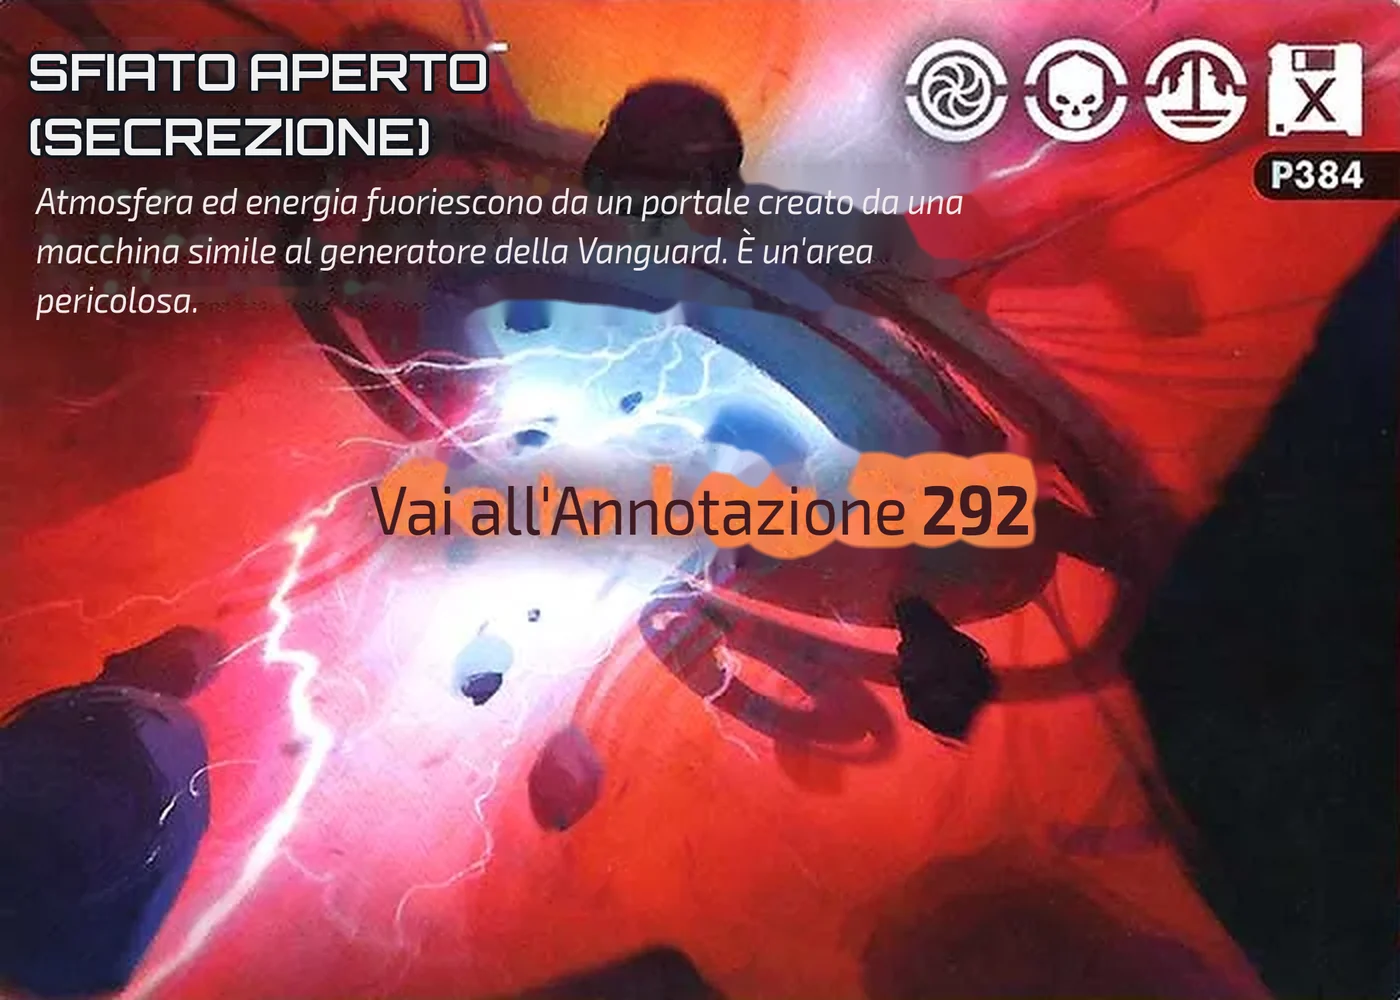 SFIATO APERTO
(SECREZIONE)
Atmosfera ed energia fuoriescono da un portale creato da una
macchina simile al generatore della Vanguard. È un'area
pericolosa.
X
P384
Vai all'Annotazione 292